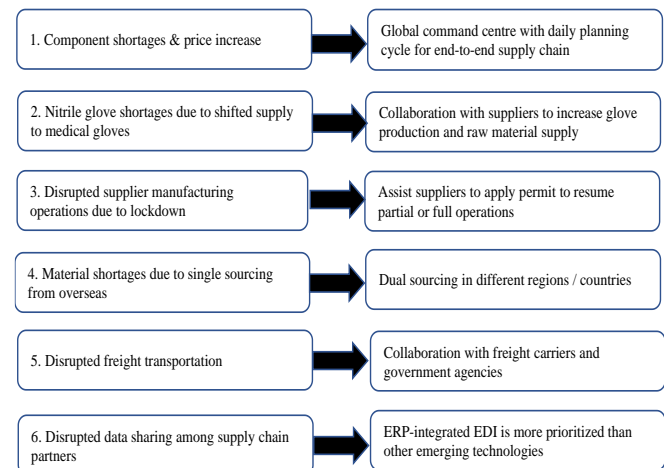 1. Component shortages & price increase
Global command centre with daily planning
cycle for end-to-end supply chain
2. Nitrile glove shortages due to shifted supply
to medical gloves
Collaboration with suppliers to increase glove
production and raw material supply
3. Disrupted supplier manufacturing
operations due to lockdown
Assist suppliers to apply permit to resume
partial or full operations
4. Material shortages due to single sourcing
from overseas
Dual sourcing in different regions / countries
5. Disrupted freight transportation
Collaboration with freight carriers and
government agencies
6. Disrupted data sharing among supply chain
partners
ERP-integrated EDI is more prioritized than
other emerging technologies